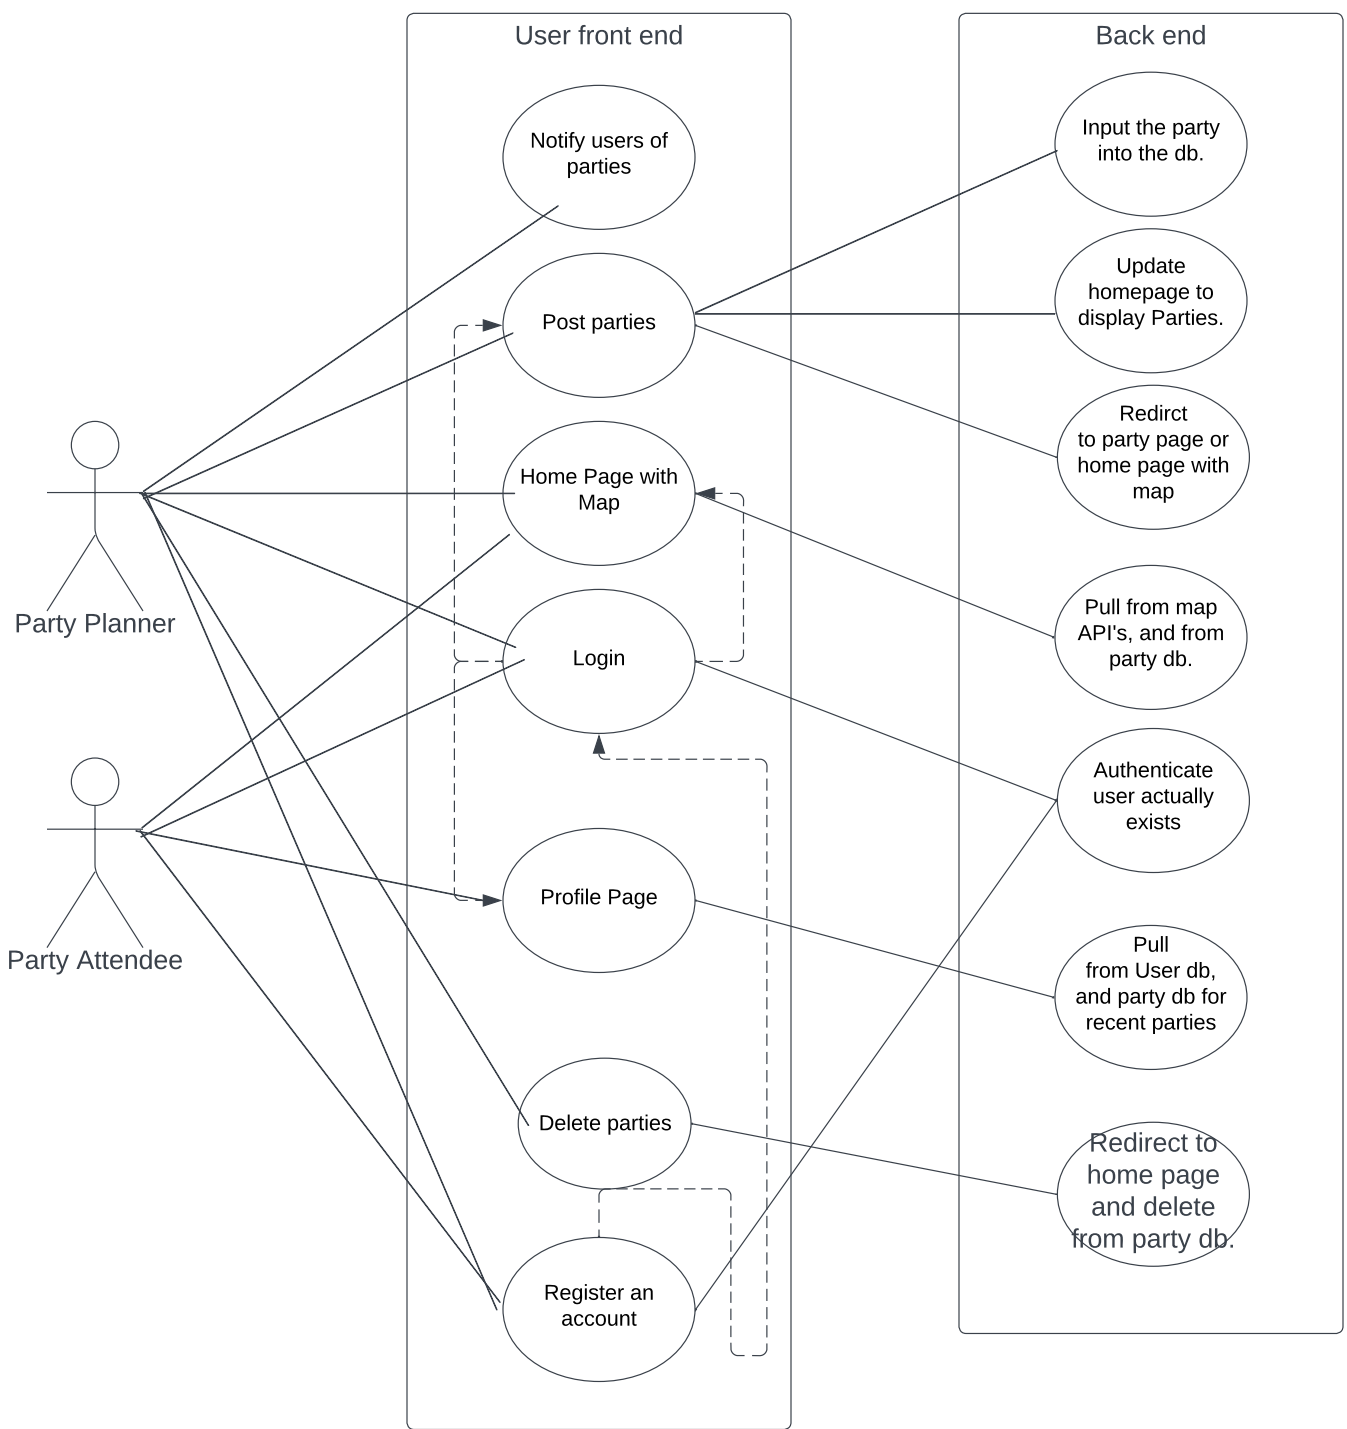 User front end
Notify users of
parties
Post parties
Home Page with
Map
Login
Profile Page
Delete parties
Register an
account
Party Planner
Party Attendee
Back end
Input the party
into the db.
Update
homepage to
display Parties.
Redirct
to party page or
home page with
map
Pull from map
API's, and from
party db.
Authenticate
user actually
exists
Pull
from User db,
and party db for
recent parties
Redirect to
home page
and delete
from party db.